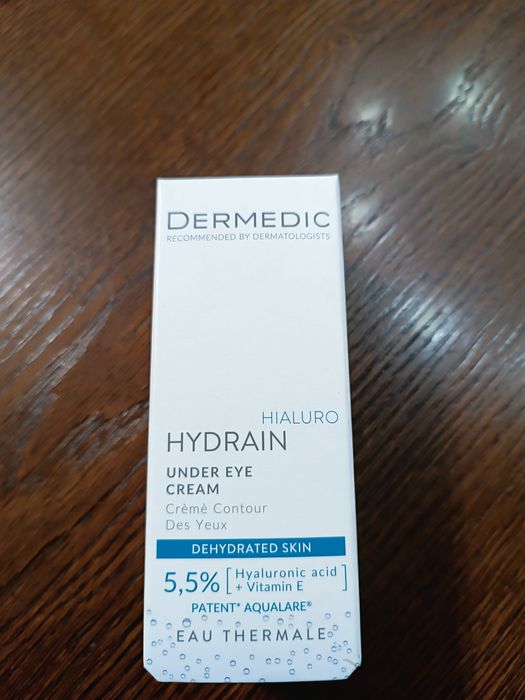 DERMEDIC
RECOMMENDED BY DERMATOLOGISTS
HIALURO
HYDRAIN
UNDER EYE
CREAM
Crèmè Contour
Des Yeux
DEHYDRATED SKIN
5,5% [ Hyaluronic acid
+ Vitamin E ]
PATENT* AQUALARE®
EAU THERMALE